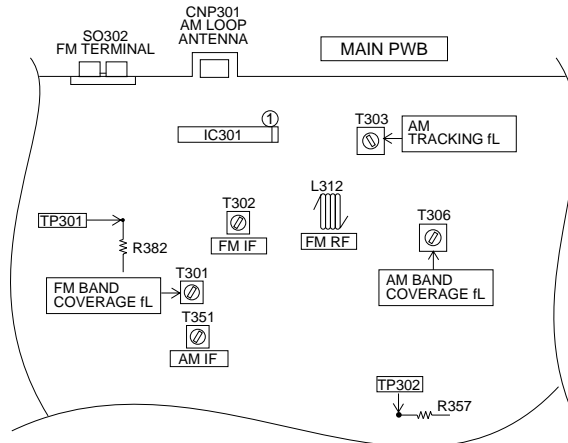 SO302
FM TERMINAL
CNP301
AM LOOP
ANTENNA
MAIN PWB
1
IC301
T303
AM
TRACKING fL
TP301
R382
T302
FM IF
L312
FM RF
T306
FM BAND
COVERAGE fL
T301
AM BAND
COVERAGE fL
T351
AM IF
TP302
R357